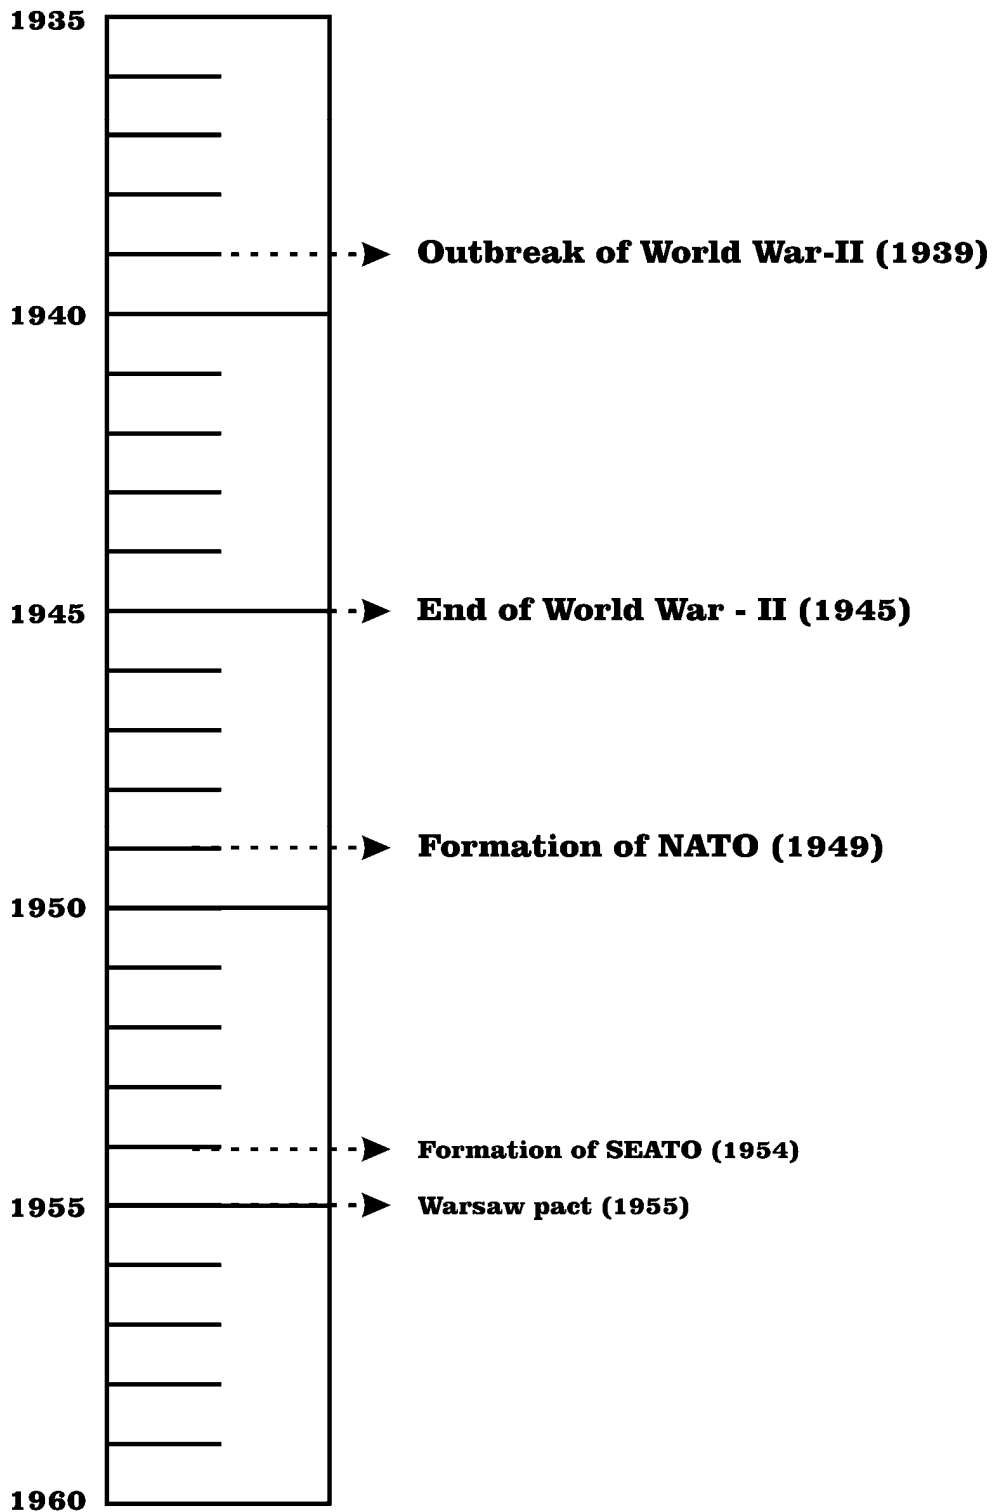 1935
Outbreak of World War-II (1939)
1940
1945
End of World War - II (1945)
Formation of NATO (1949)
1950
Formation of SEATO (1954)
1955
Warsaw pact (1955)
1960